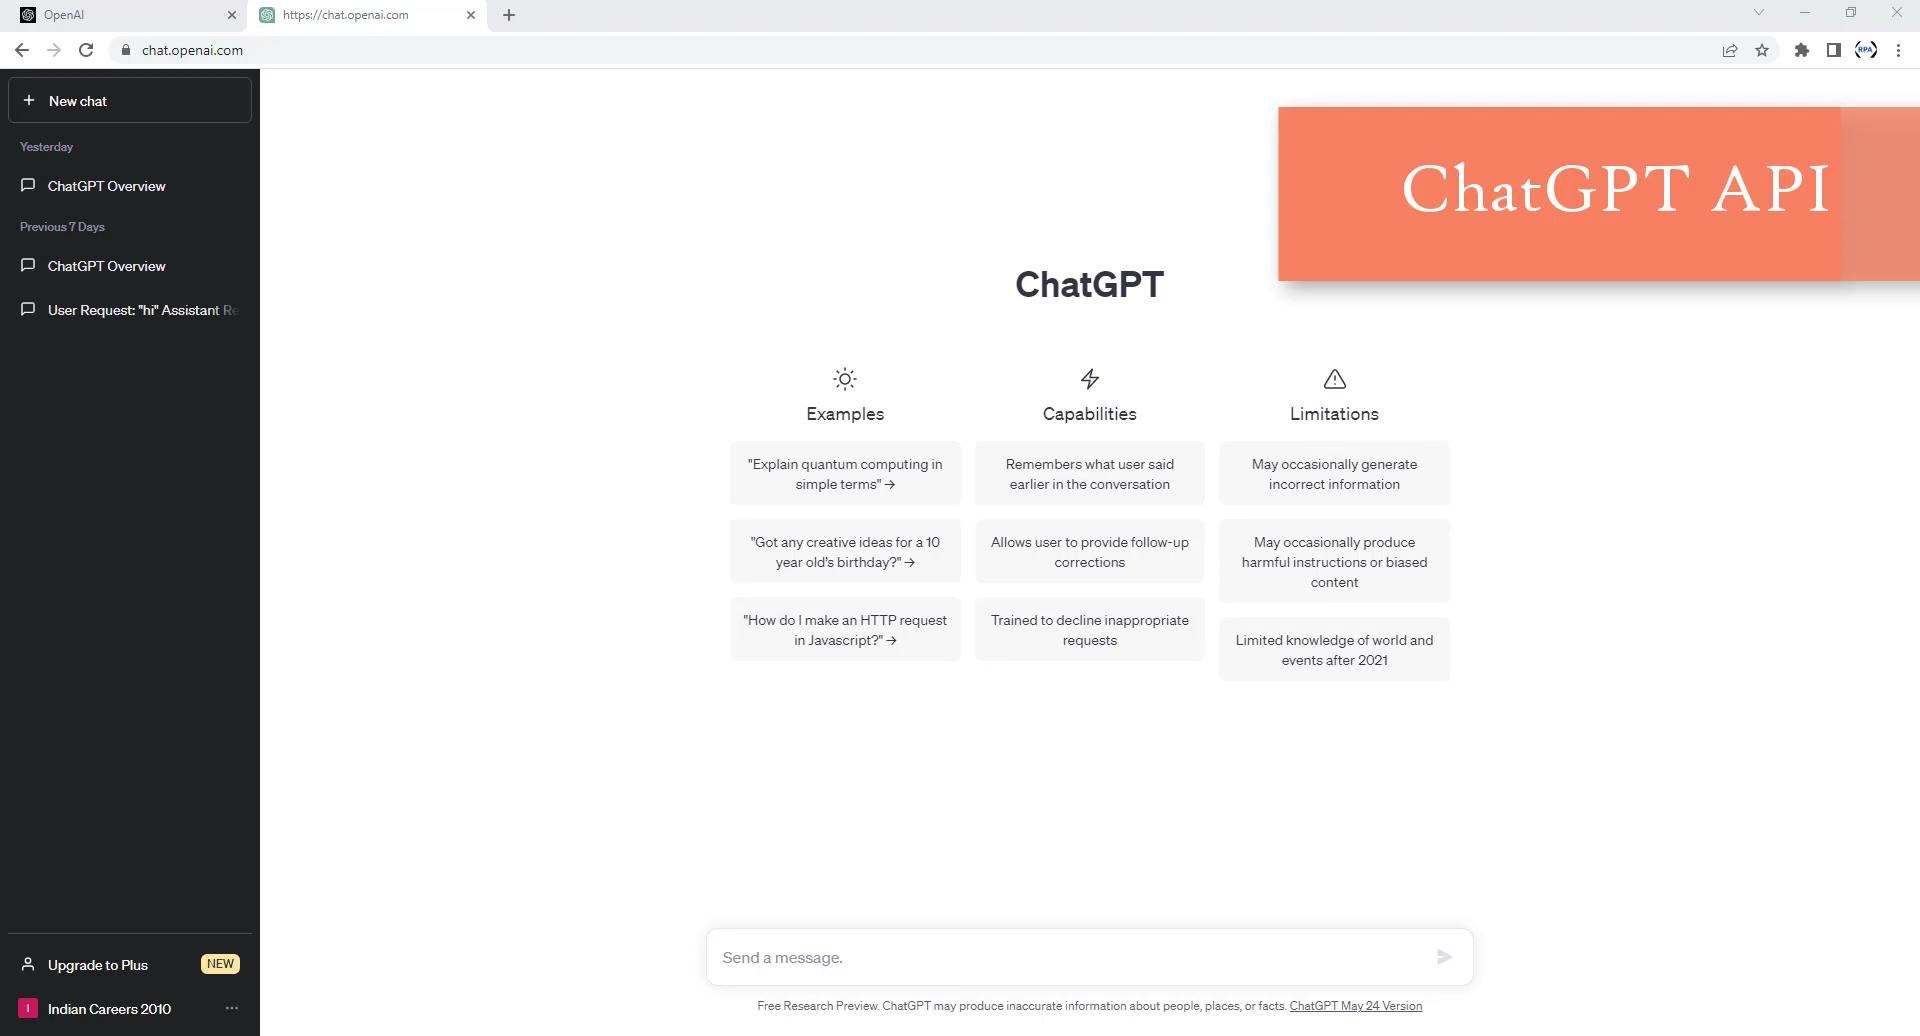 OpenAI
https://chat.openai.com
chat.openai.com
RPA
New chat
Yesterday
ChatGPT Overview
Previous 7 Days
ChatGPT Overview
User Request: "hi" Assistant Re
Upgrade to Plus
NEW
I
Indian Careers 2010
ChatGPT API
ChatGPT
Examples
"Explain quantum computing in
simple terms" →
"Got any creative ideas for a 10
year old's birthday?" →
"How do I make an HTTP request
in Javascript?" →
Capabilities
Remembers what user said
earlier in the conversation
Allows user to provide follow-up
corrections
Trained to decline inappropriate
requests
Limitations
May occasionally generate
incorrect information
May occasionally produce
harmful instructions or biased
content
Limited knowledge of world and
events after 2021
Send a message.
Free Research Preview. ChatGPT may produce inaccurate information about people, places, or facts. ChatGPT May 24 Version